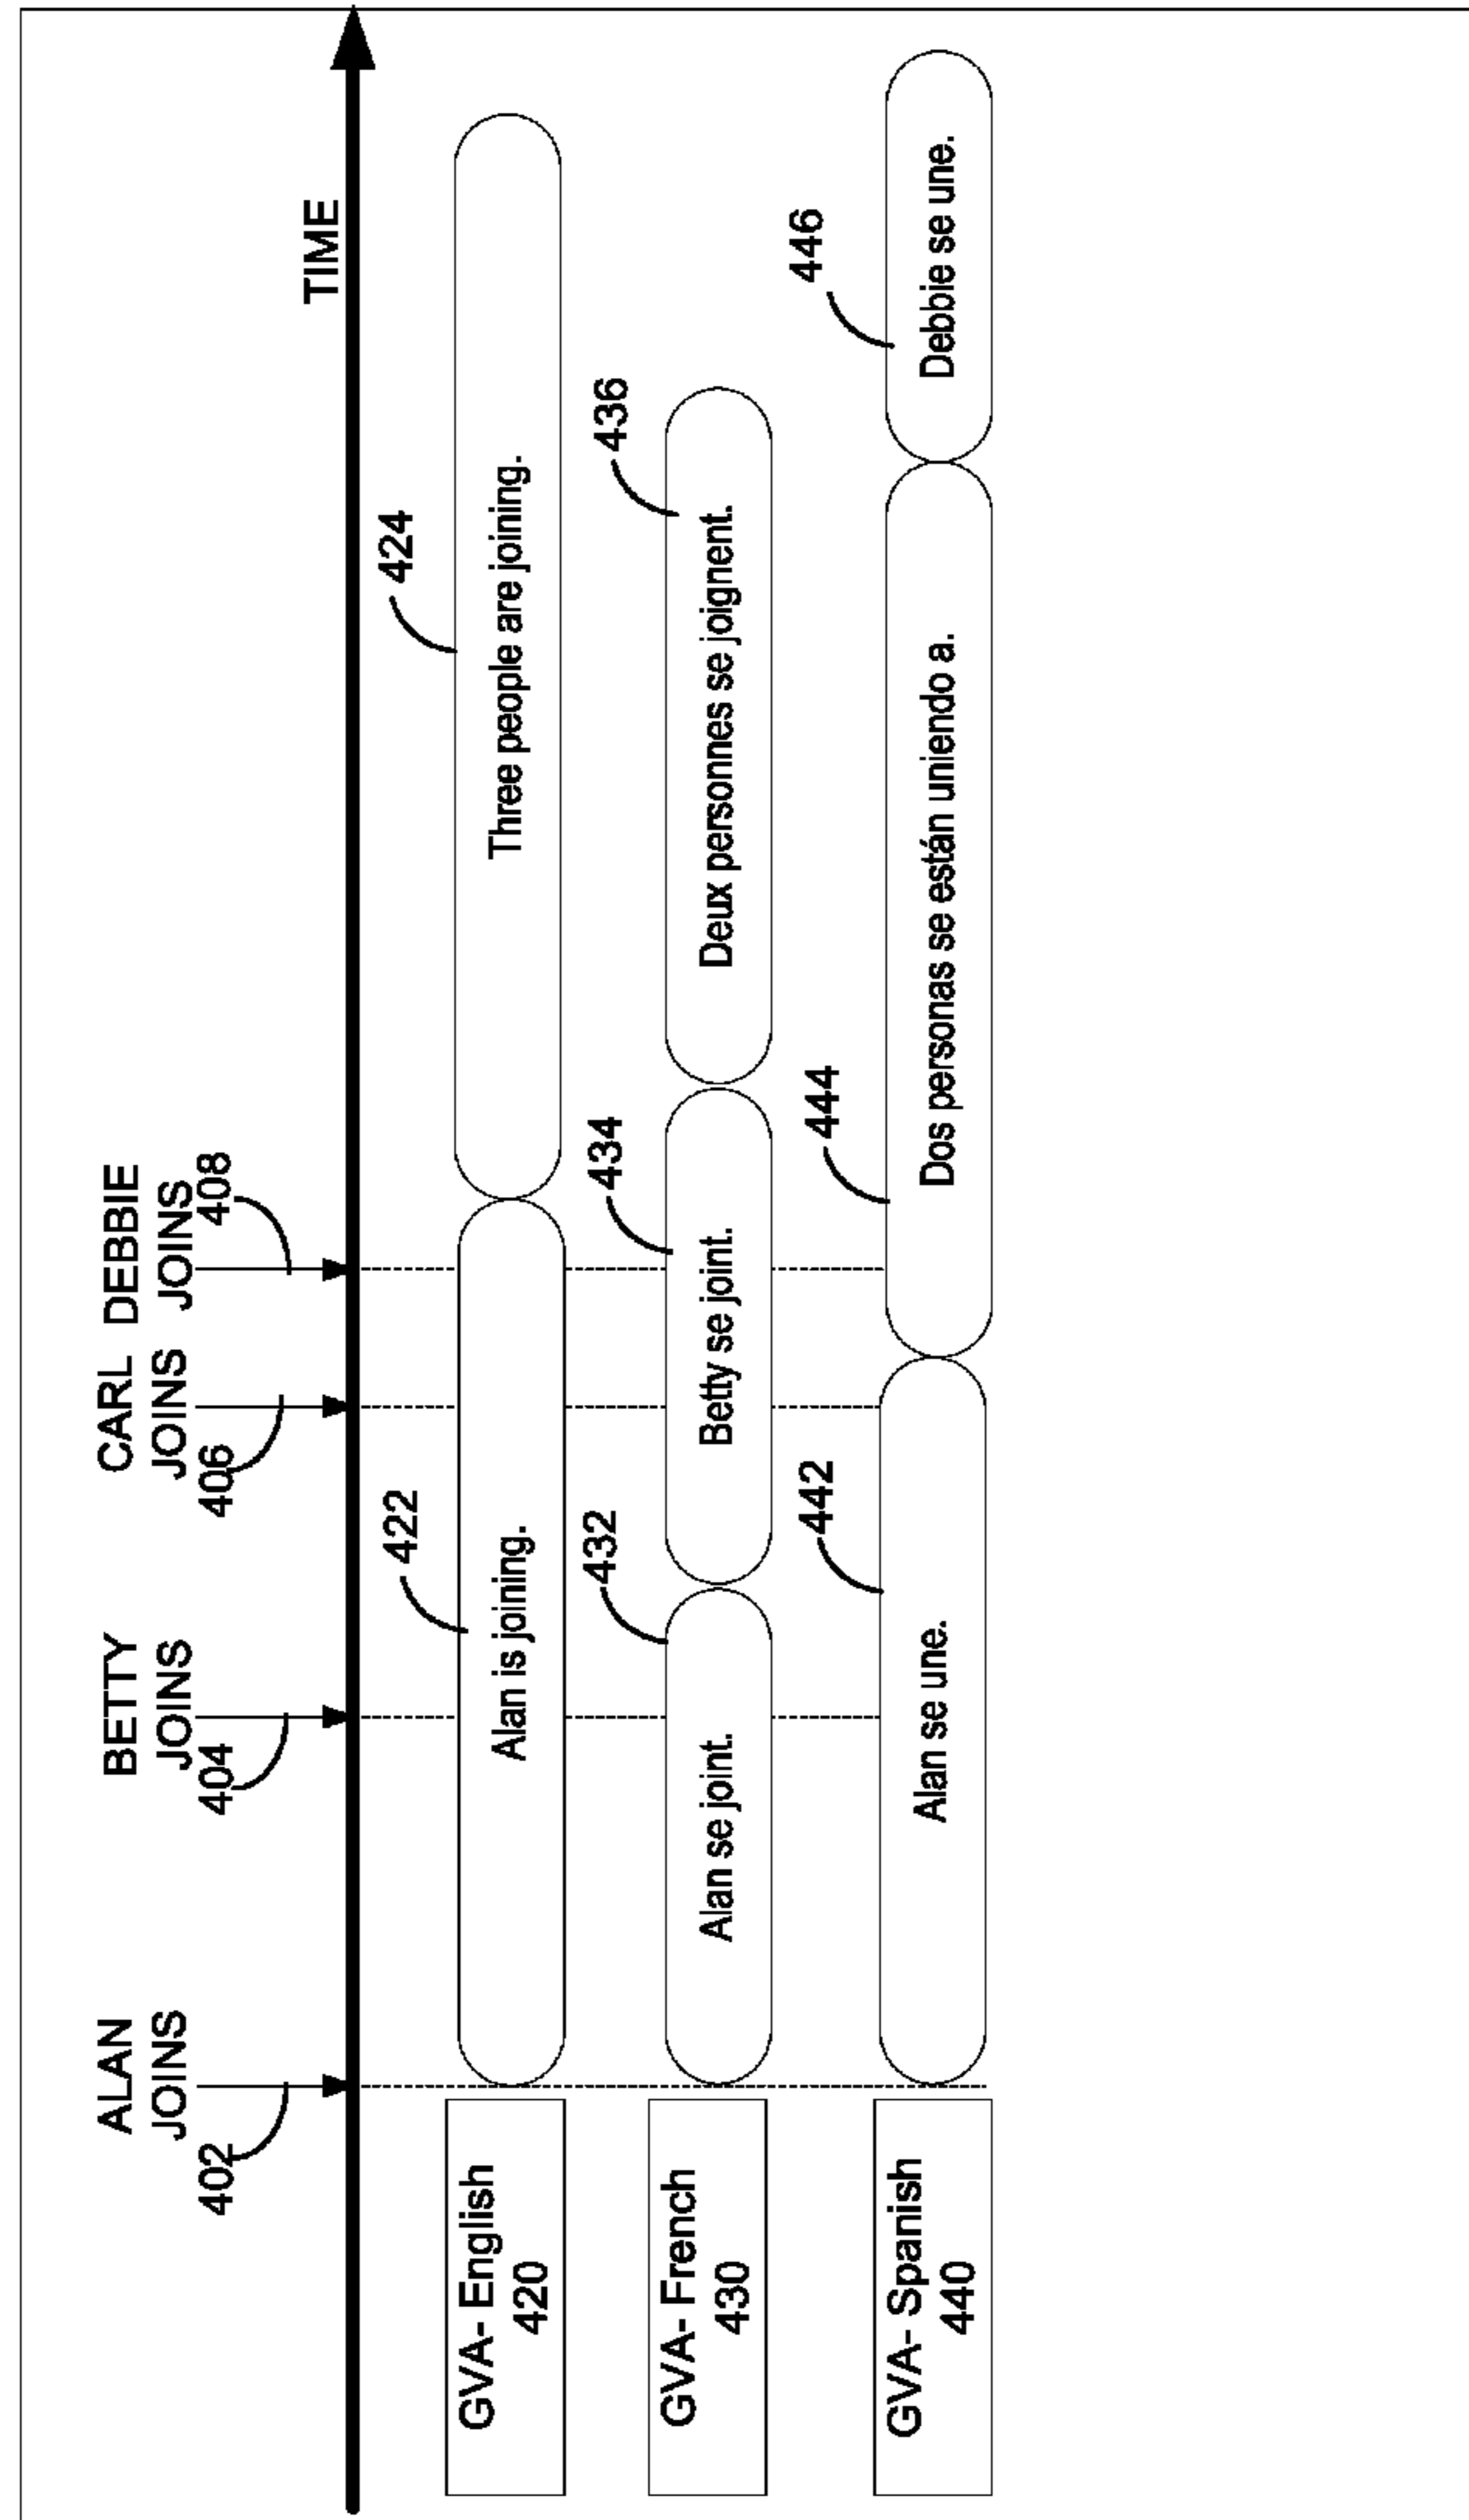 ALAN
JOINS
402
BETTY
JOINS
404
CARL
JOINS
406
DEBBIE
JOINS
408
TIME
GVA- English
420
422
Alan is joining.
424
Three people are joining.
GVA- French
430
432
Alan se joint.
434
Betty se joint.
436
Deux personnes se joignent.
GVA- Spanish
440
442
Alan se une.
444
Dos personas se están uniendo a.
446
Debbie se une.